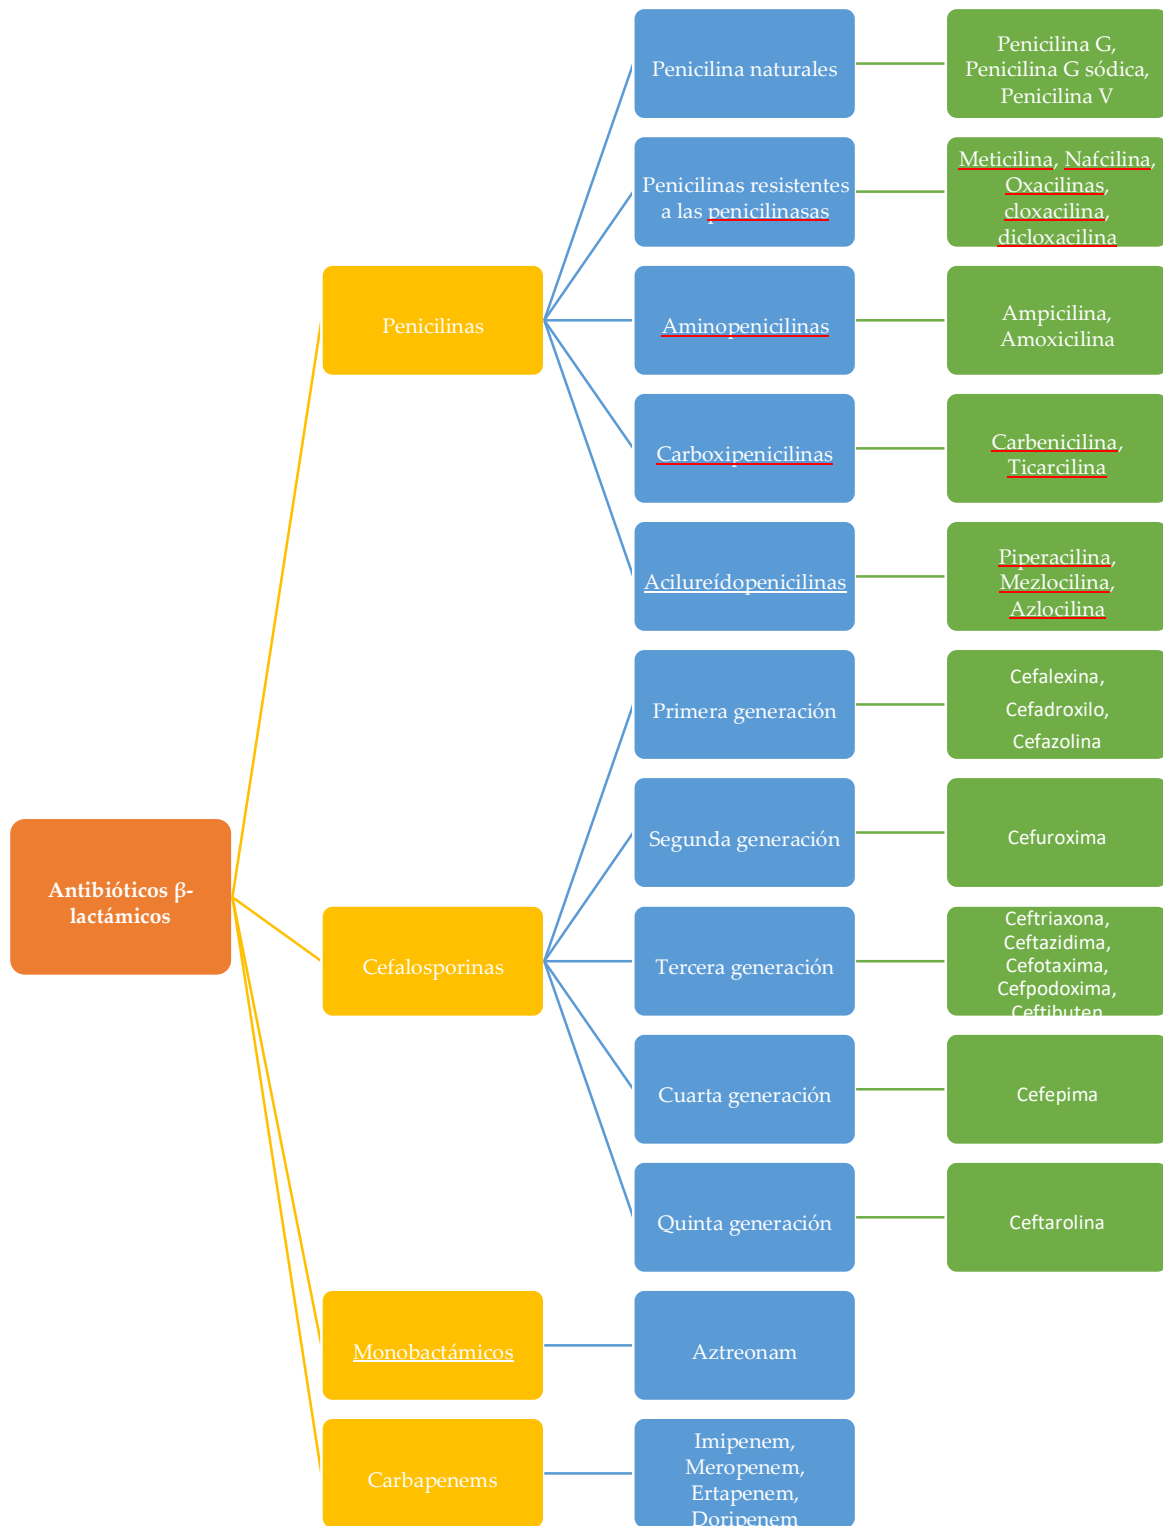 Antibióticos β-
lactámicos
Penicilinas
Penicilina naturales
Penicilina G,
Penicilina G sódica,
Penicilina V
Penicilinas resistentes
a las penicilinasas
Meticilina, Nafcilina,
Oxacilinas,
cloxacilina,
dicloxacilina
Aminopenicilinas
Ampicilina,
Amoxicilina
Carboxipenicilinas
Carbenicilina,
Ticarcilina
Acilureídopenicilinas
Piperacilina,
Mezlocilina,
Azlocilina
Cefalosporinas
Primera generación
Cefalexina,
Cefadroxilo,
Cefazolina
Segunda generación
Cefuroxima
Tercera generación
Ceftriaxona,
Ceftazidima,
Cefotaxima,
Cefpodoxima,
Ceftibuten
Cuarta generación
Cefepima
Quinta generación
Ceftarolina
Monobactámicos
Aztreonam
Carbapenems
Imipenem,
Meropenem,
Ertapenem,
Doripenem